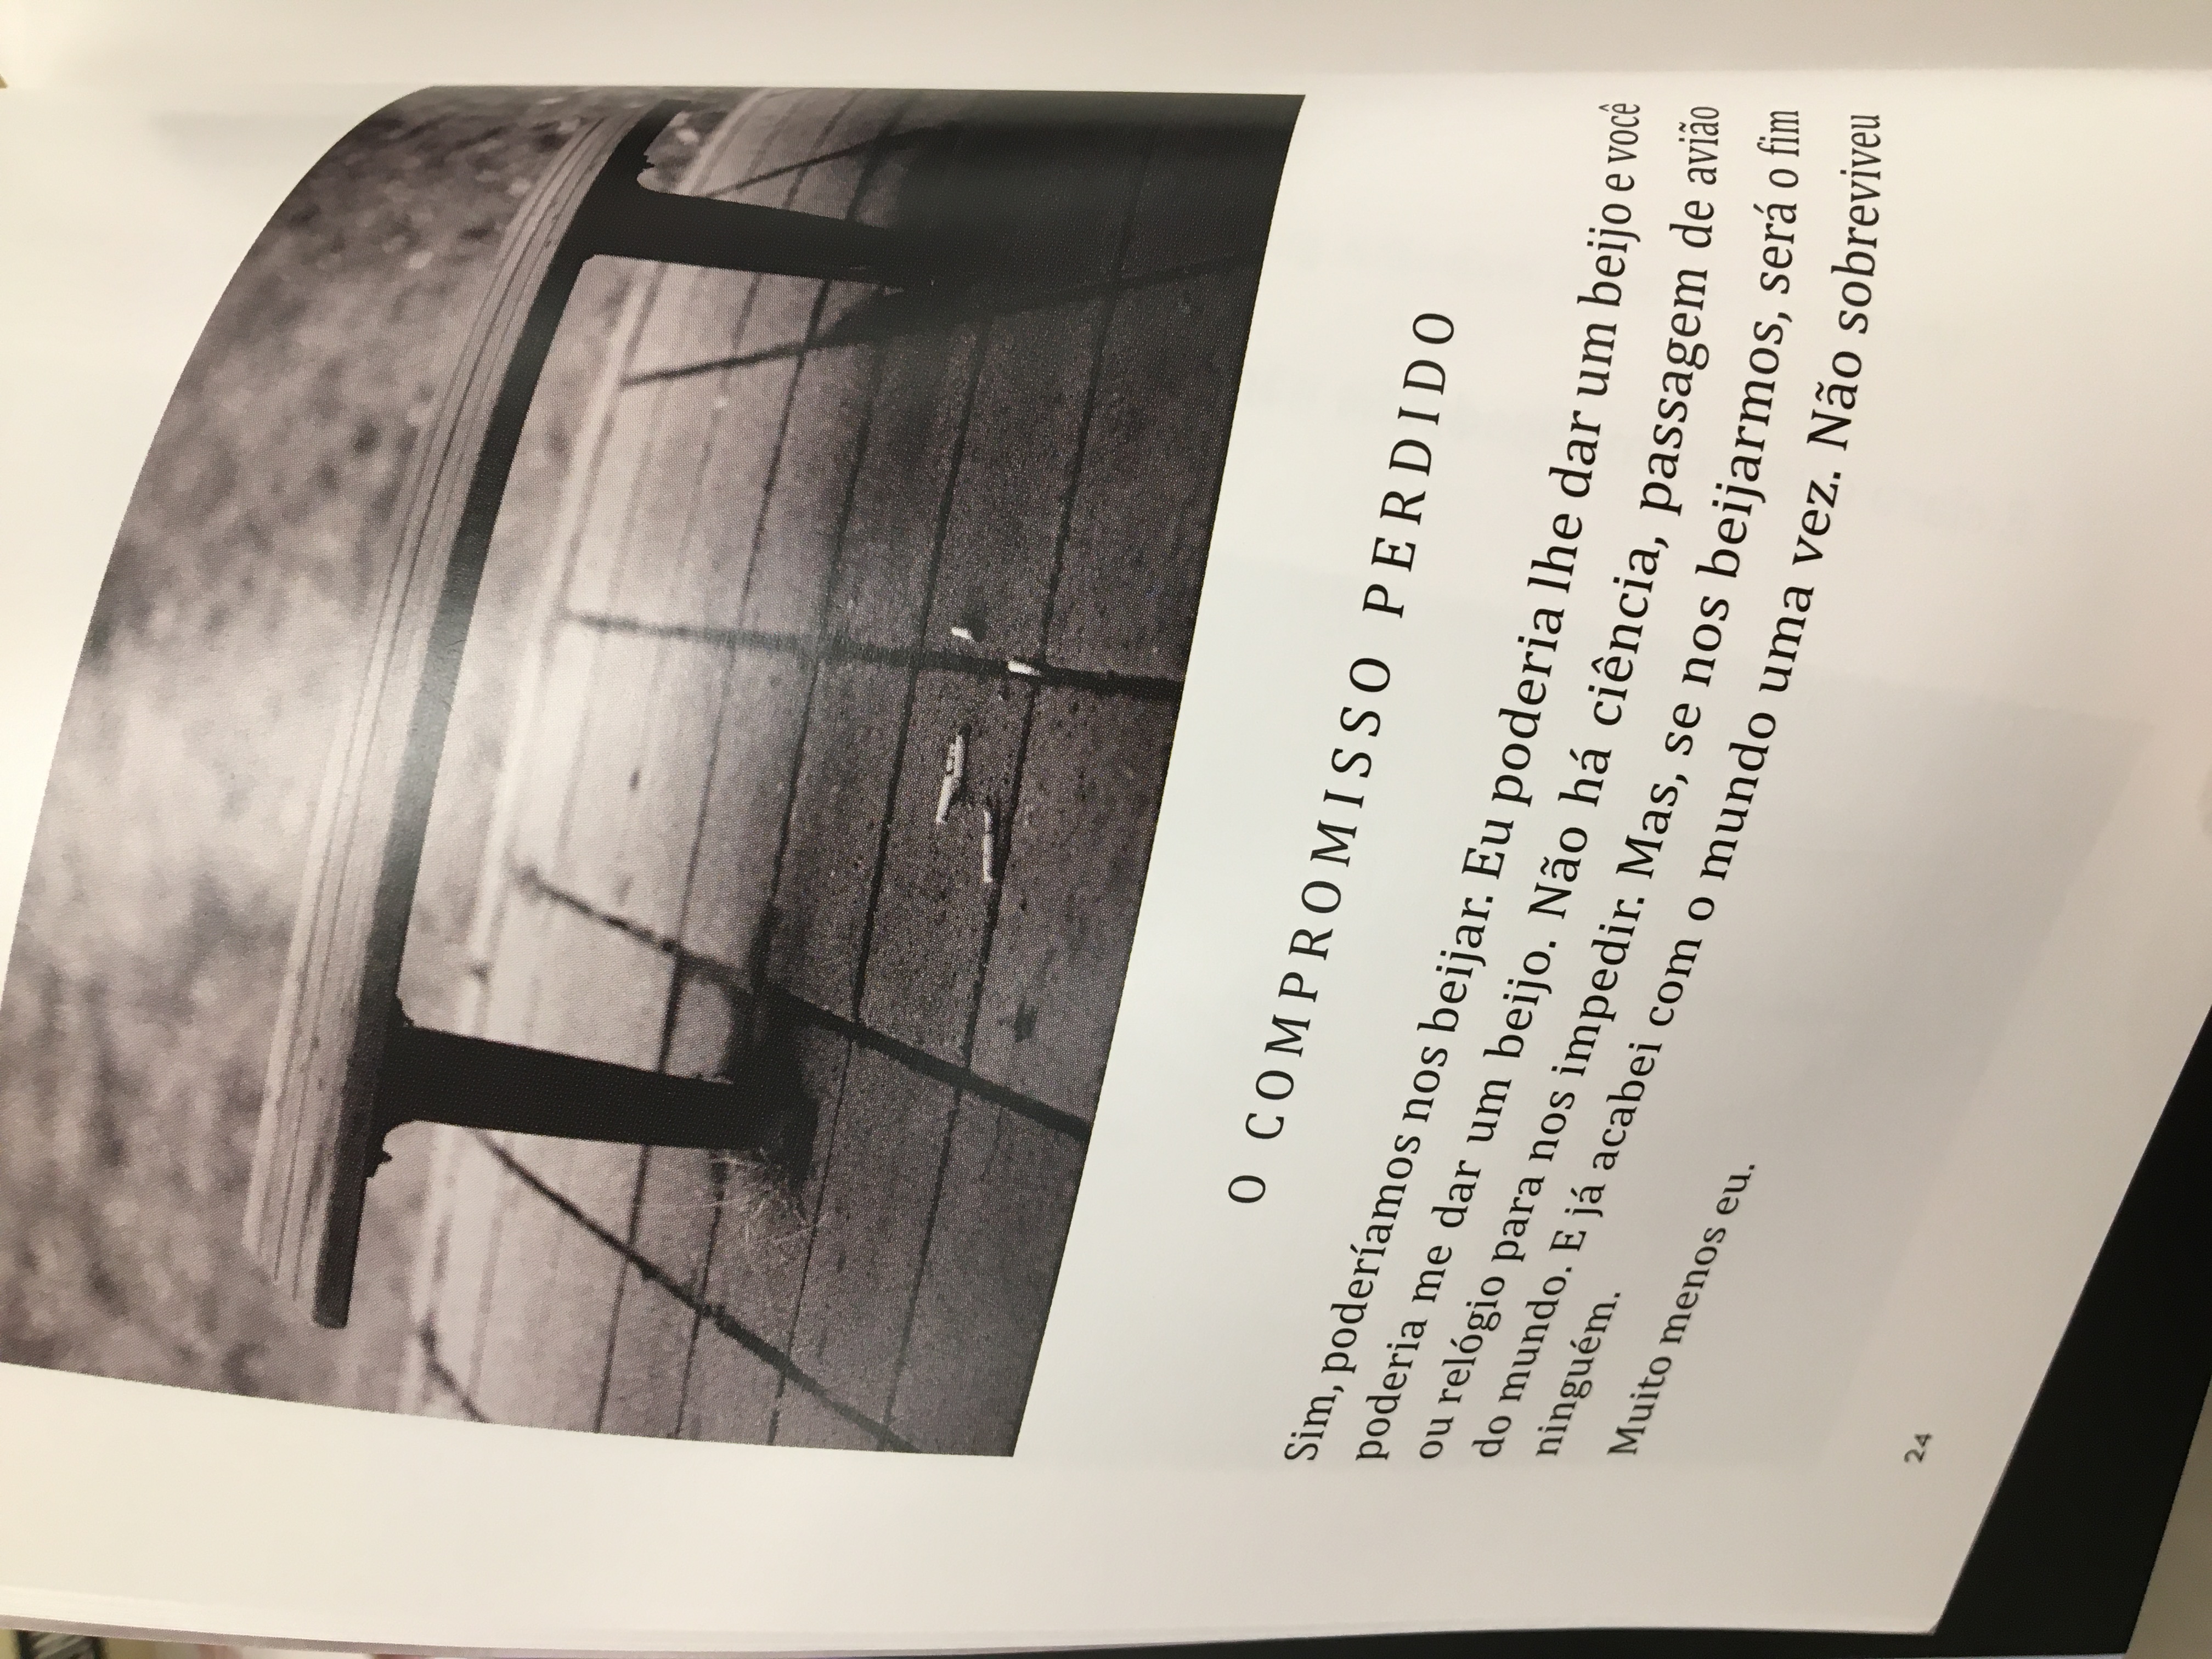 O COMPROMISSO PERDIDO
Sim, poderíamos nos beijar. Eu poderia lhe dar um beijo e você
poderia me dar um beijo. Não há ciência, passagem de avião
ou relógio para nos impedir. Mas, se nos beijarmos, será o fim
do mundo. E já acabei com o mundo uma vez. Não sobreviveu
ninguém.
Muito menos eu.
24